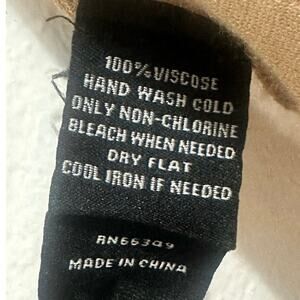 100% VISCOSE
HAND WASH COLD
ONLY NON-CHLORINE
BLEACH WHEN NEEDED
DRY FLAT
COOL IRON IF NEEDED
RN66349
MADE IN CHINA